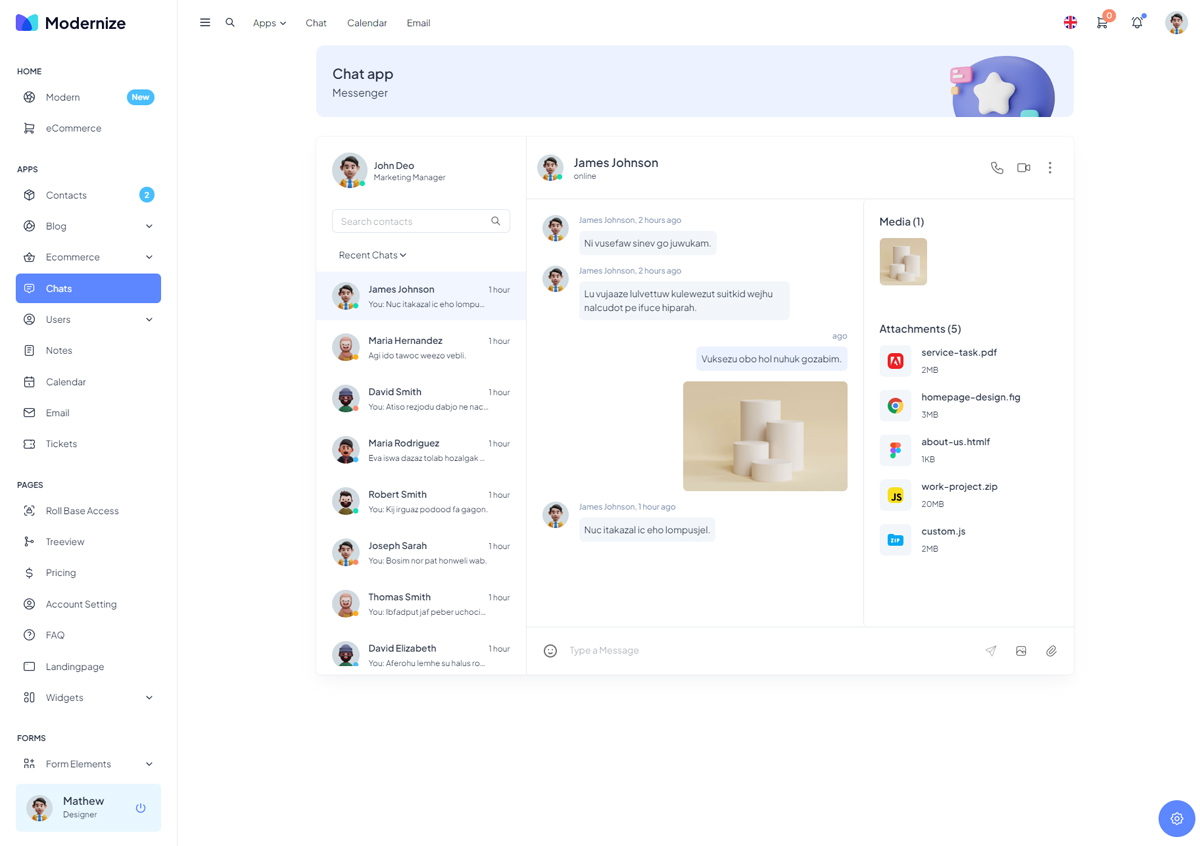 Modernize
HOME
Modern
New
eCommerce
APPS
Contacts
2
Blog
Ecommerce
Chats
Users
Notes
Calendar
Email
Tickets
PAGES
Roll Base Access
Treeview
Pricing
Account Setting
FAQ
Landingpage
Widgets
FORMS
Form Elements
Mathew
Designer
Apps
Chat
Calendar
Email
0
Chat app
Messenger
John Deo
Marketing Manager
Search contacts
Recent Chats
James Johnson
1 hour
You: Nuc itakazal ic eho lompu...
Maria Hernandez
1 hour
Agi ido tawoc weezo vebli.
David Smith
1 hour
You: Atiso rezjodu dabjo ne nac...
Maria Rodriguez
1 hour
Eva iswa dazaz tolab hozalgak ...
Robert Smith
1 hour
You: Kij irguaz podood fa gagon.
Joseph Sarah
1 hour
You: Bosim nor pat honweli wab.
Thomas Smith
1 hour
You: Ibfadput jaf peber uchoci...
David Elizabeth
1 hour
You: Aferohu lemhe su halus ro...
James Johnson
online
James Johnson, 2 hours ago
Ni vusefaw sinev go juwukam.
James Johnson, 2 hours ago
Lu vujaaze lulvettuw kulewezut suitkid wejhu
nalcudot pe ifuce hiparah.
ago
Vuksezu obo hol nuhuk gozabim.
James Johnson, 1 hour ago
Nuc itakazal ic eho lompusjel.
Type a Message
Media (1)
Attachments (5)
service-task.pdf
2MB
homepage-design.fig
3MB
about-us.htmlf
1KB
JS
work-project.zip
20MB
ZIP
custom.js
2MB